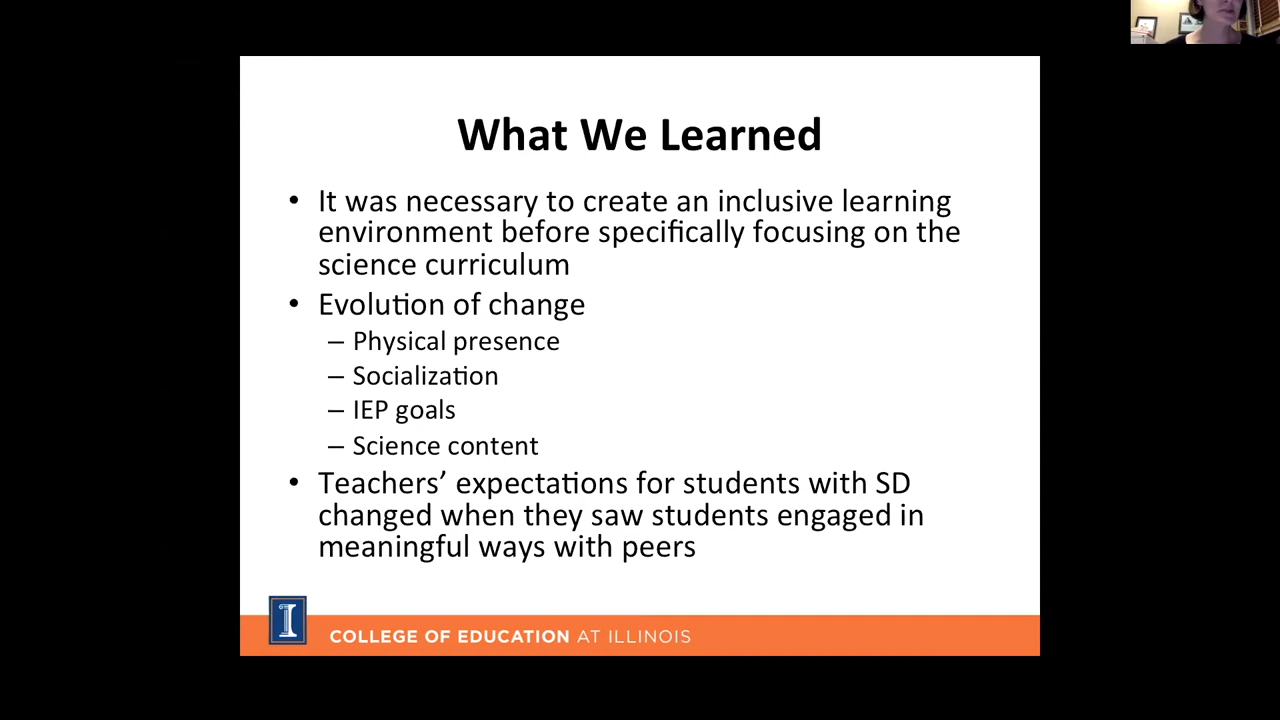 What We Learned
• It was necessary to create an inclusive learning
environment before specifically focusing on the
science curriculum
• Evolution of change
– Physical presence
– Socialization
– IEP goals
– Science content
• Teachers’ expectations for students with SD
changed when they saw students engaged in
meaningful ways with peers
I
COLLEGE OF EDUCATION AT ILLINOIS